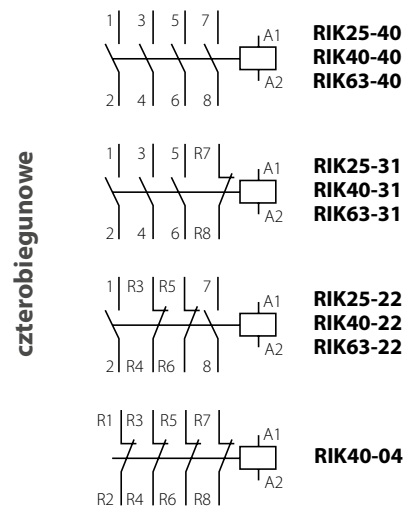 czterobiegunowe
1 3 5 7 A1
2 4 6 8 A2
RIK25-40
RIK40-40
RIK63-40
1 3 5 R7 A1
2 4 6 R8 A2
RIK25-31
RIK40-31
RIK63-31
1 R3 R5 7 A1
2 R4 R6 8 A2
RIK25-22
RIK40-22
RIK63-22
R1 R3 R5 R7 A1
R2 R4 R6 R8 A2
RIK40-04